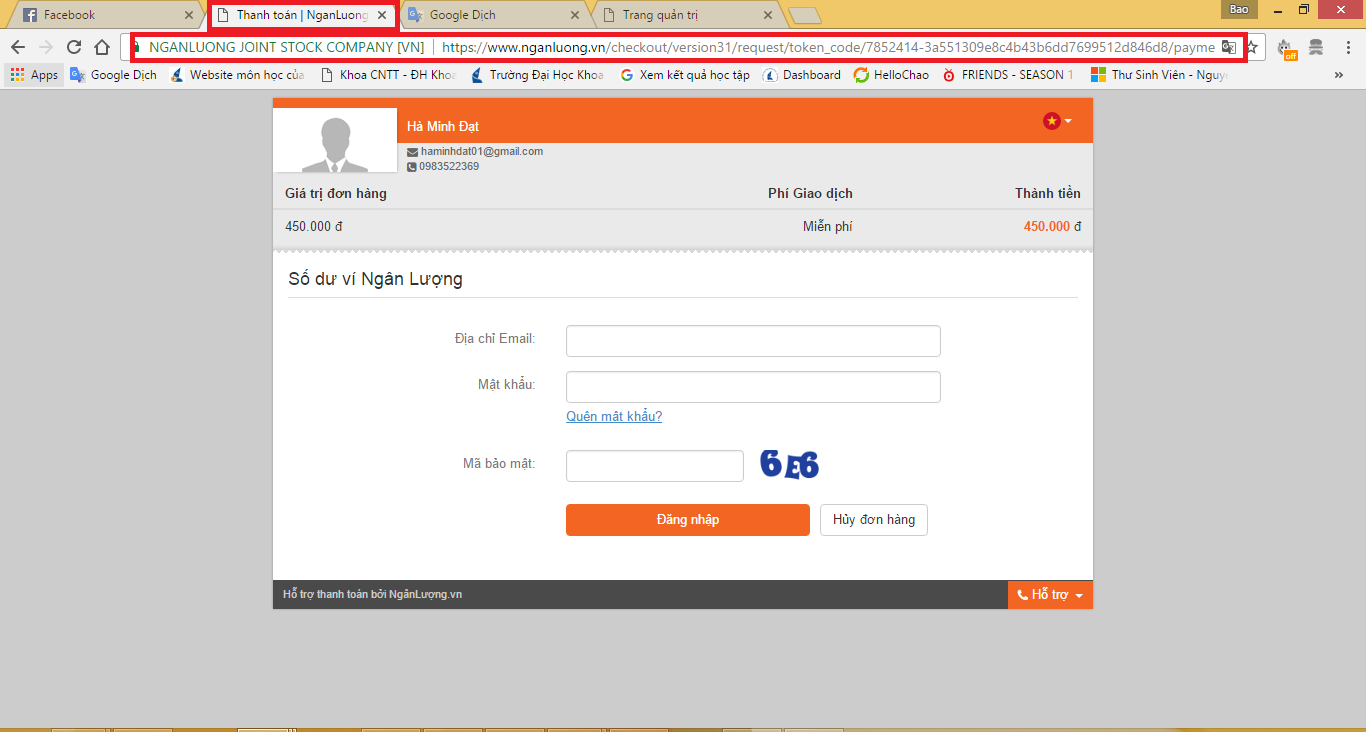 Facebook
Thanh toán | NganLuong
Google Dịch
Trang quản trị
Bao
NGANLUONG JOINT STOCK COMPANY [VN]
https://www.nganluong.vn/checkout/version31/request/token_code/7852414-3a551309e8c4b43b6dd7699512d846d8/payme
off
Apps
Google Dịch
Website môn học củа
Khoa CNTT - ĐH Khoa
Trường Đại Học Khoa
Xem kết quả học tập
Dashboard
HelloChao
FRIENDS - SEASON 1
Thư Sinh Viên - Nguy
»
Hà Minh Đạt
haminhdat01@gmail.com
0983522369
Giá trị đơn hàng Phí Giao dịch Thành tiền
450.000 đ Miễn phí 450.000 đ
Số dư ví Ngân Lượng
Địa chỉ Email:
Mật khẩu:
Quên mật khẩu?
Mã bảo mật:
6E6
Đăng nhập
Hủy đơn hàng
Hỗ trợ thanh toán bởi NgânLượng.vn
Hỗ trợ